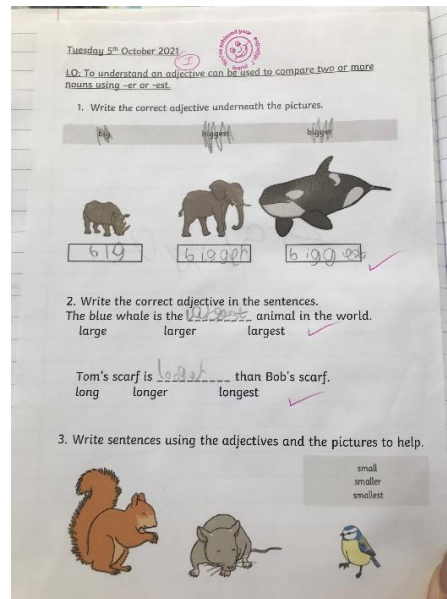 Tuesday 5th October 2021
I
LO: To understand an adjective can be used to compare two or more
nouns using -er or -est.
1. Write the correct adjective underneath the pictures.
big biggest bigger
big bigger biggest
2. Write the correct adjective in the sentences.
The blue whale is the largest animal in the world.
large larger largest
Tom's scarf is longer than Bob's scarf.
long longer longest
3. Write sentences using the adjectives and the pictures to help.
small
smaller
smallest